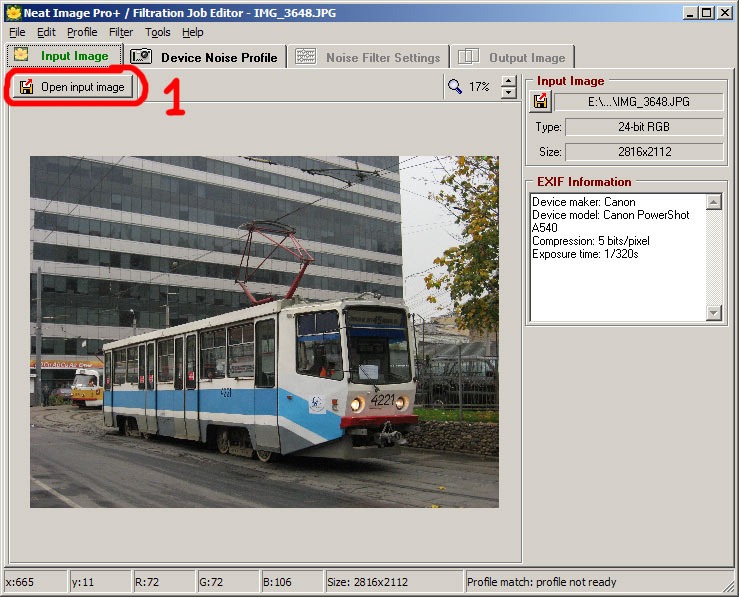 Neat Image Pro+ / Filtration Job Editor - IMG_3648.JPG
File Edit Profile Filter Tools Help
Input Image Device Noise Profile Noise Filter Settings Output Image
Open input image 1 17%
Input Image
E:\...\IMG_3648.JPG
Type: 24-bit RGB
Size: 2816x2112
EXIF Information
Device maker: Canon
Device model: Canon PowerShot
A540
Compression: 5 bits/pixel
Exposure time: 1/320s
4221
4221
x:665 y:11 R:72 G:72 B:106 Size: 2816x2112 Profile match: profile not ready